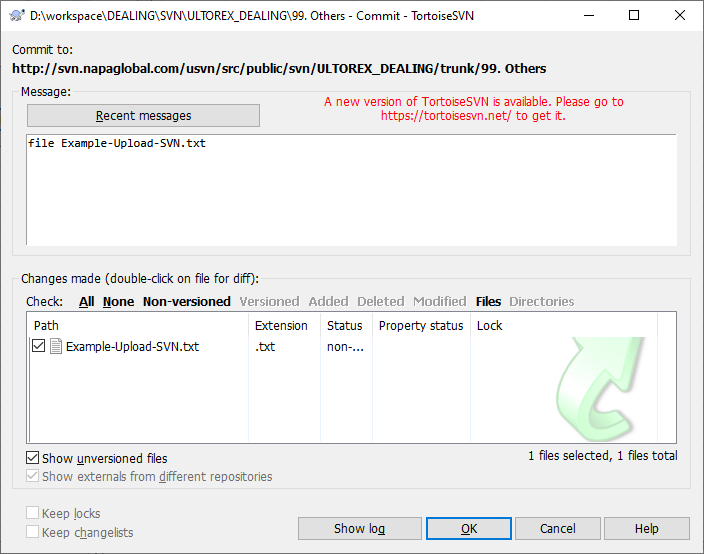 D:\workspace\DEALING\SVN\ULTOREX_DEALING\99. Others - Commit - TortoiseSVN
Commit to:
http://svn.napaglobal.com/usvn/src/public/svn/ULTOREX_DEALING/trunk/99. Others
Message:
Recent messages
A new version of TortoiseSVN is available. Please go to
https://tortoisesvn.net/ to get it.
file Example-Upload-SVN.txt
Changes made (double-click on file for diff):
Check: All None Non-versioned Versioned Added Deleted Modified Files Directories
Path Extension Status Property status Lock
Example-Upload-SVN.txt .txt non-...
Show unversioned files
1 files selected, 1 files total
Show externals from different repositories
Keep locks
Keep changelists
Show log OK Cancel Help